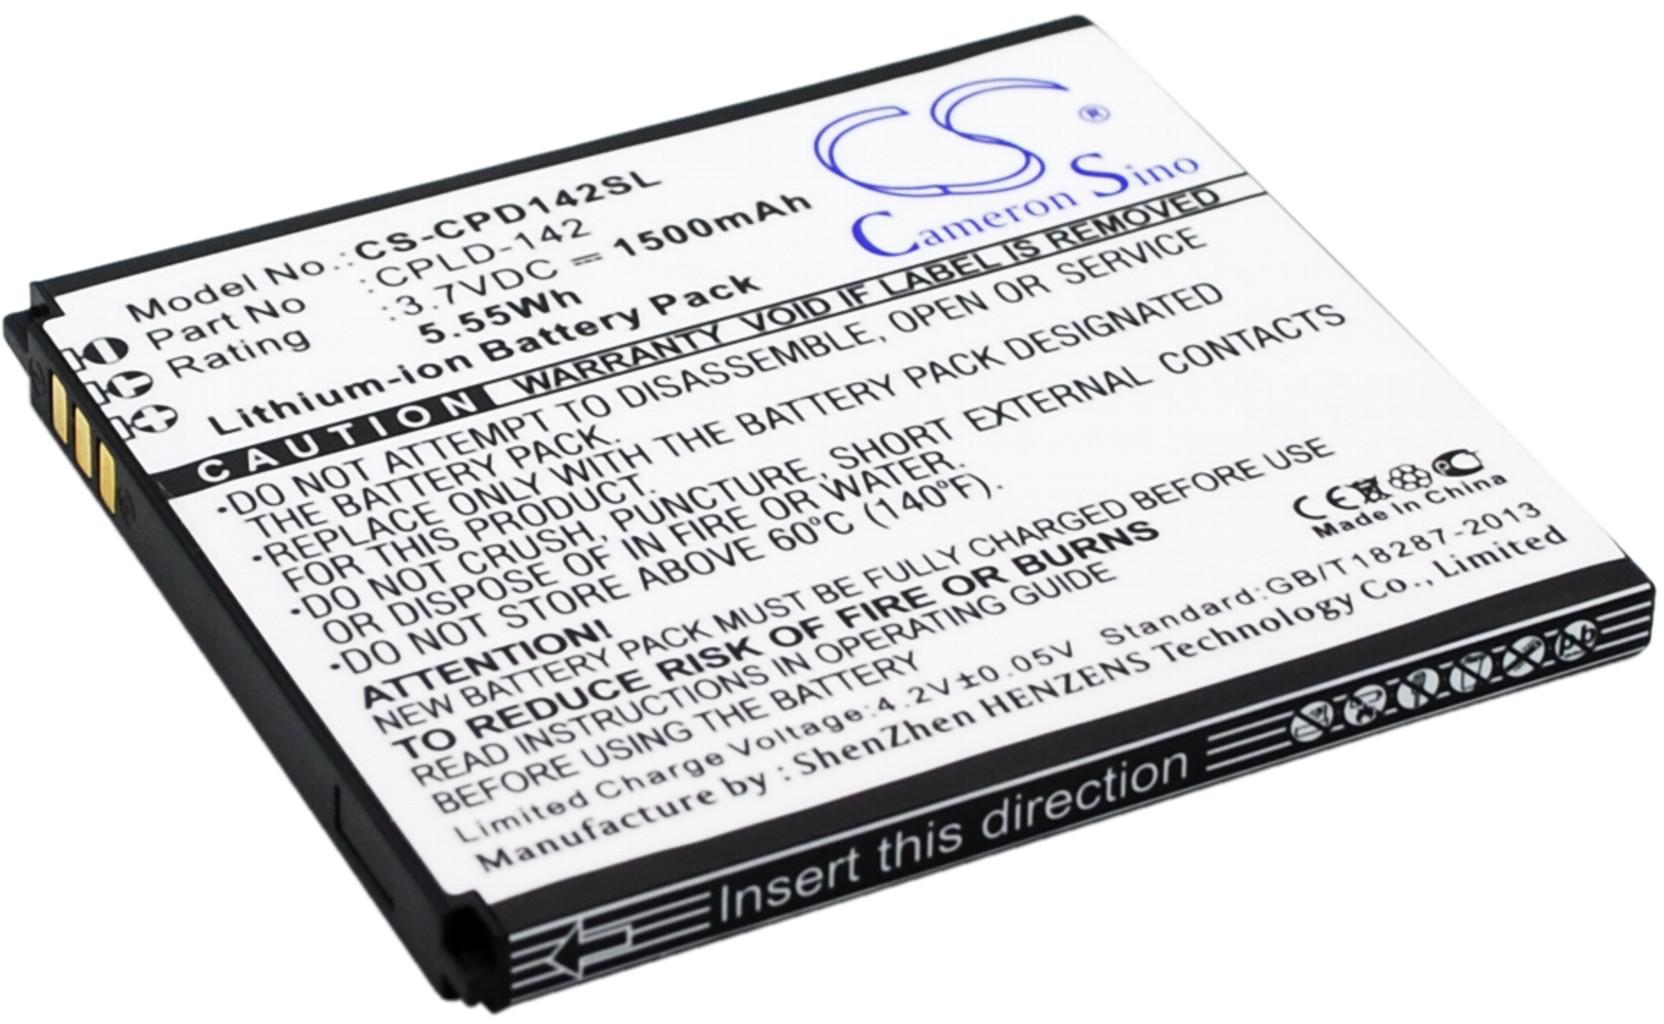 CS®
Cameron Sino
Model No.:CS-CPD142SL
Part No :CPLD-142
Rating :3.7VDC⎓1500mAh
5.55Wh
Lithium-ion Battery Pack
CAUTION WARRANTY VOID IF LABEL IS REMOVED
•DO NOT ATTEMPT TO DISASSEMBLE, OPEN OR SERVICE
THE BATTERY PACK.
•REPLACE ONLY WITH THE BATTERY PACK DESIGNATED
FOR THIS PRODUCT.
•DO NOT CRUSH, PUNCTURE, SHORT EXTERNAL CONTACTS
OR DISPOSE OF IN FIRE OR WATER.
•DO NOT STORE ABOVE 60°C (140°F).
ATTENTION!
NEW BATTERY PACK MUST BE FULLY CHARGED BEFORE USE
TO REDUCE RISK OF FIRE OR BURNS
READ INSTRUCTIONS IN OPERATING GUIDE
BEFORE USING THE BATTERY
CE
Made In China
Limited Charge Voltage:4.2V±0.05V Standard:GB/T18287-2013
Manufacture by : ShenZhen HENZENS Technology Co., Limited
Insert this direction
Pb